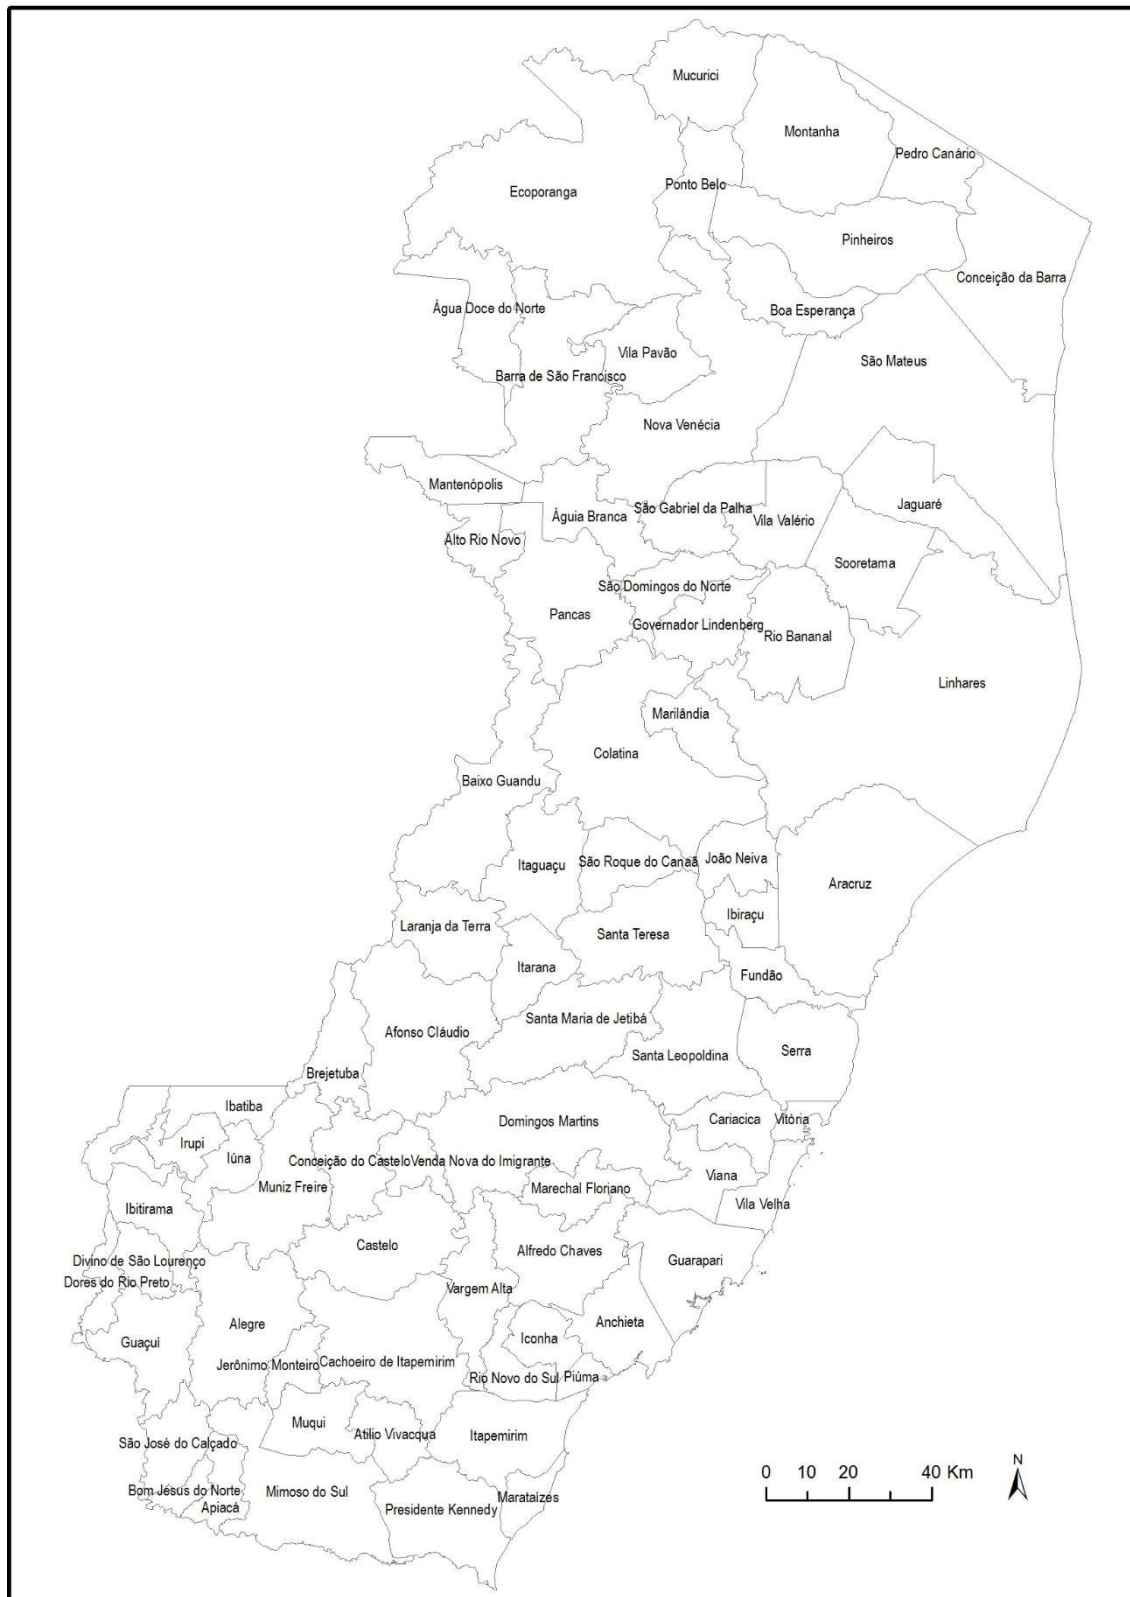 Mucurici
Montanha
Pedro Canário
Ponto Belo
Ecoporanga
Pinheiros
Conceição da Barra
Água Doce do Norte
Boa Esperança
Vila Pavão
São Mateus
Barra de São Francisco
Nova Venécia
Mantenópolis
Jaguaré
São Gabriel da Palha
Águia Branca
Vila Valério
Alto Rio Novo
Sooretama
São Domingos do Norte
Pancas
Governador Lindenberg
Rio Bananal
Linhares
Marilândia
Colatina
Baixo Guandu
João Neiva
São Roque do Canaã
Itaguaçu
Aracruz
Ibiraçu
Laranja da Terra
Santa Teresa
Itarana
Fundão
Santa Maria de Jetibá
Afonso Cláudio
Serra
Santa Leopoldina
Brejetuba
Ibatiba
Domingos Martins
Cariacica
Vitória
Irupi
Iúna
Conceição do Castelo
Venda Nova do Imigrante
Viana
Muniz Freire
Marechal Floriano
Vila Velha
Ibitirama
Castelo
Alfredo Chaves
Divino de São Lourenço
Guarapari
Dores do Rio Preto
Vargem Alta
Alegre
Anchieta
Guaçuí
Iconha
Jerônimo Monteiro
Cachoeiro de Itapemirim
Rio Novo do Sul
Piúma
Muqui
Atilio Vivacqua
Itapemirim
São José do Calçado
Bom Jesus do Norte
Mimoso do Sul
Marataízes
Apiacá
Presidente Kennedy
N
0 10 20 40 Km